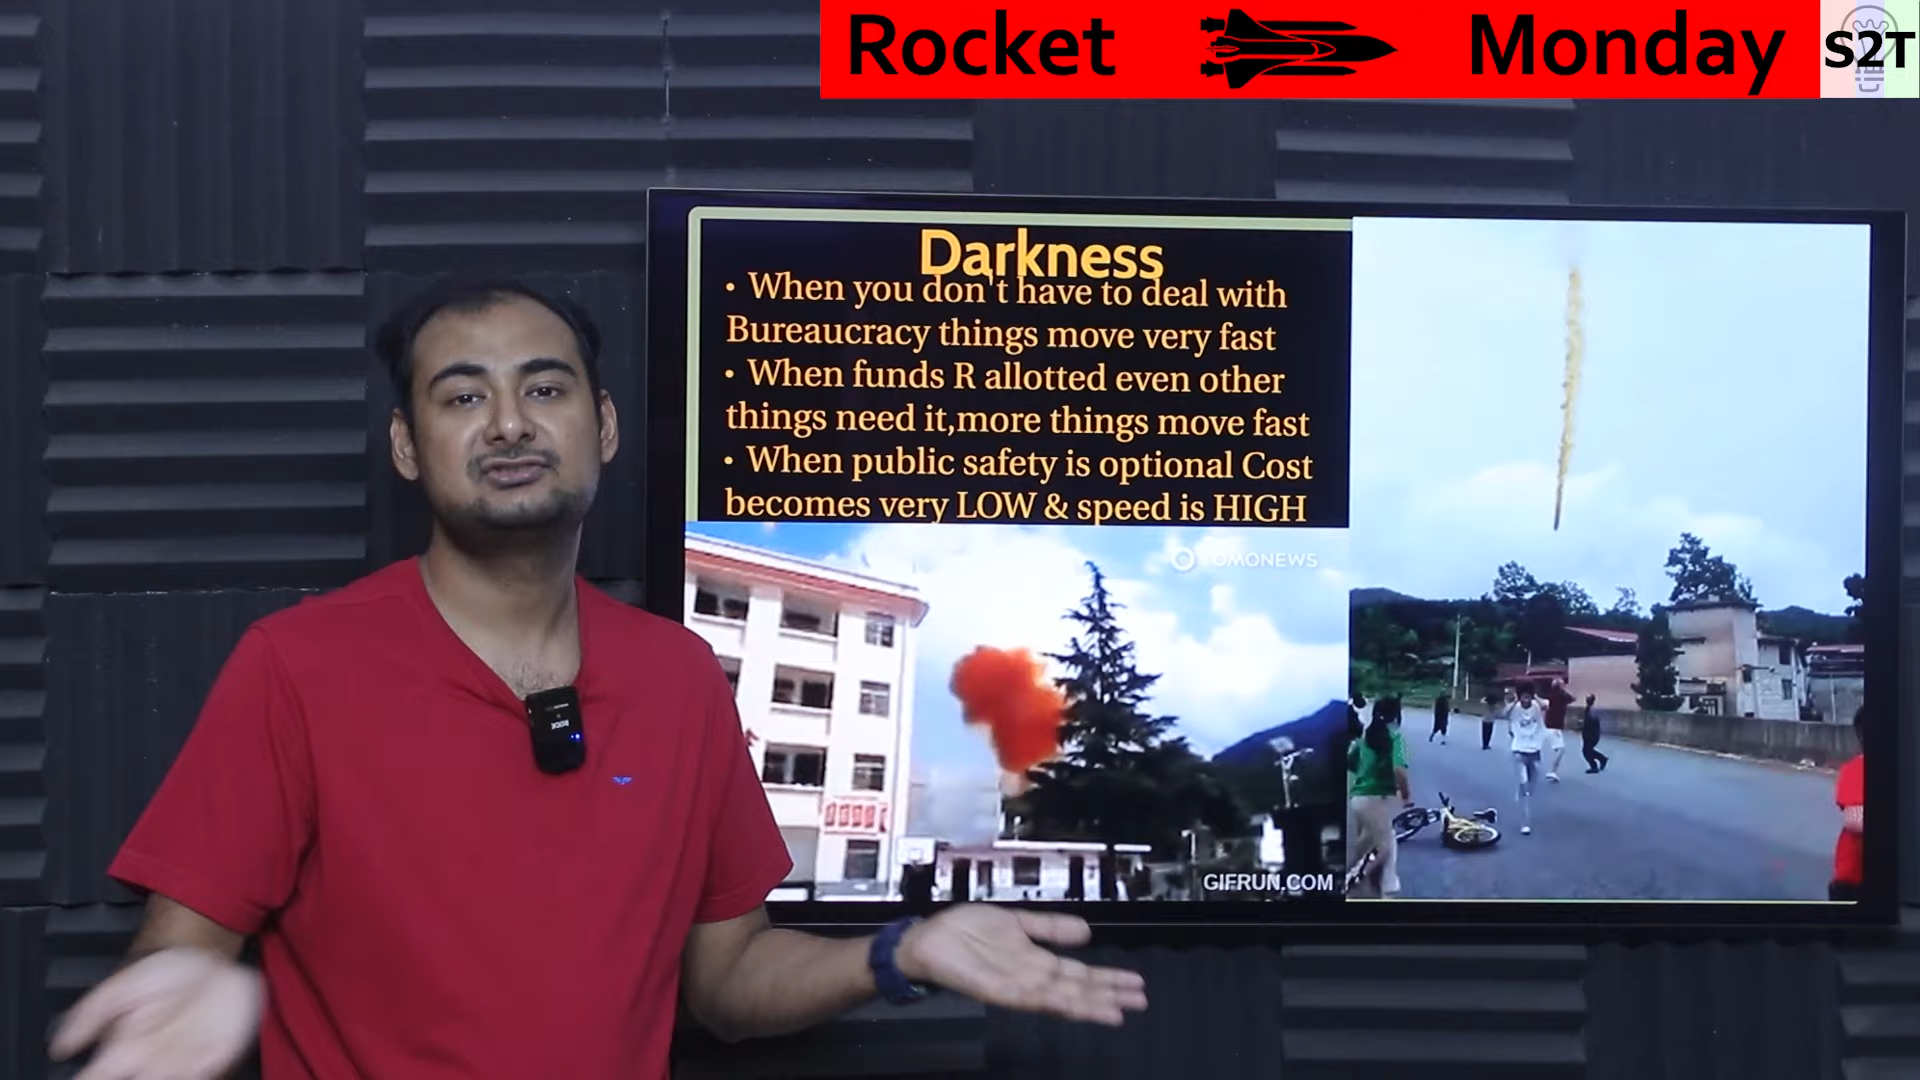 Rocket Monday S2T
Darkness
• When you don't have to deal with
Bureaucracy things move very fast
• When funds R allotted even other
things need it,more things move fast
• When public safety is optional Cost
becomes very LOW & speed is HIGH
GIFRUN.COM
RODE